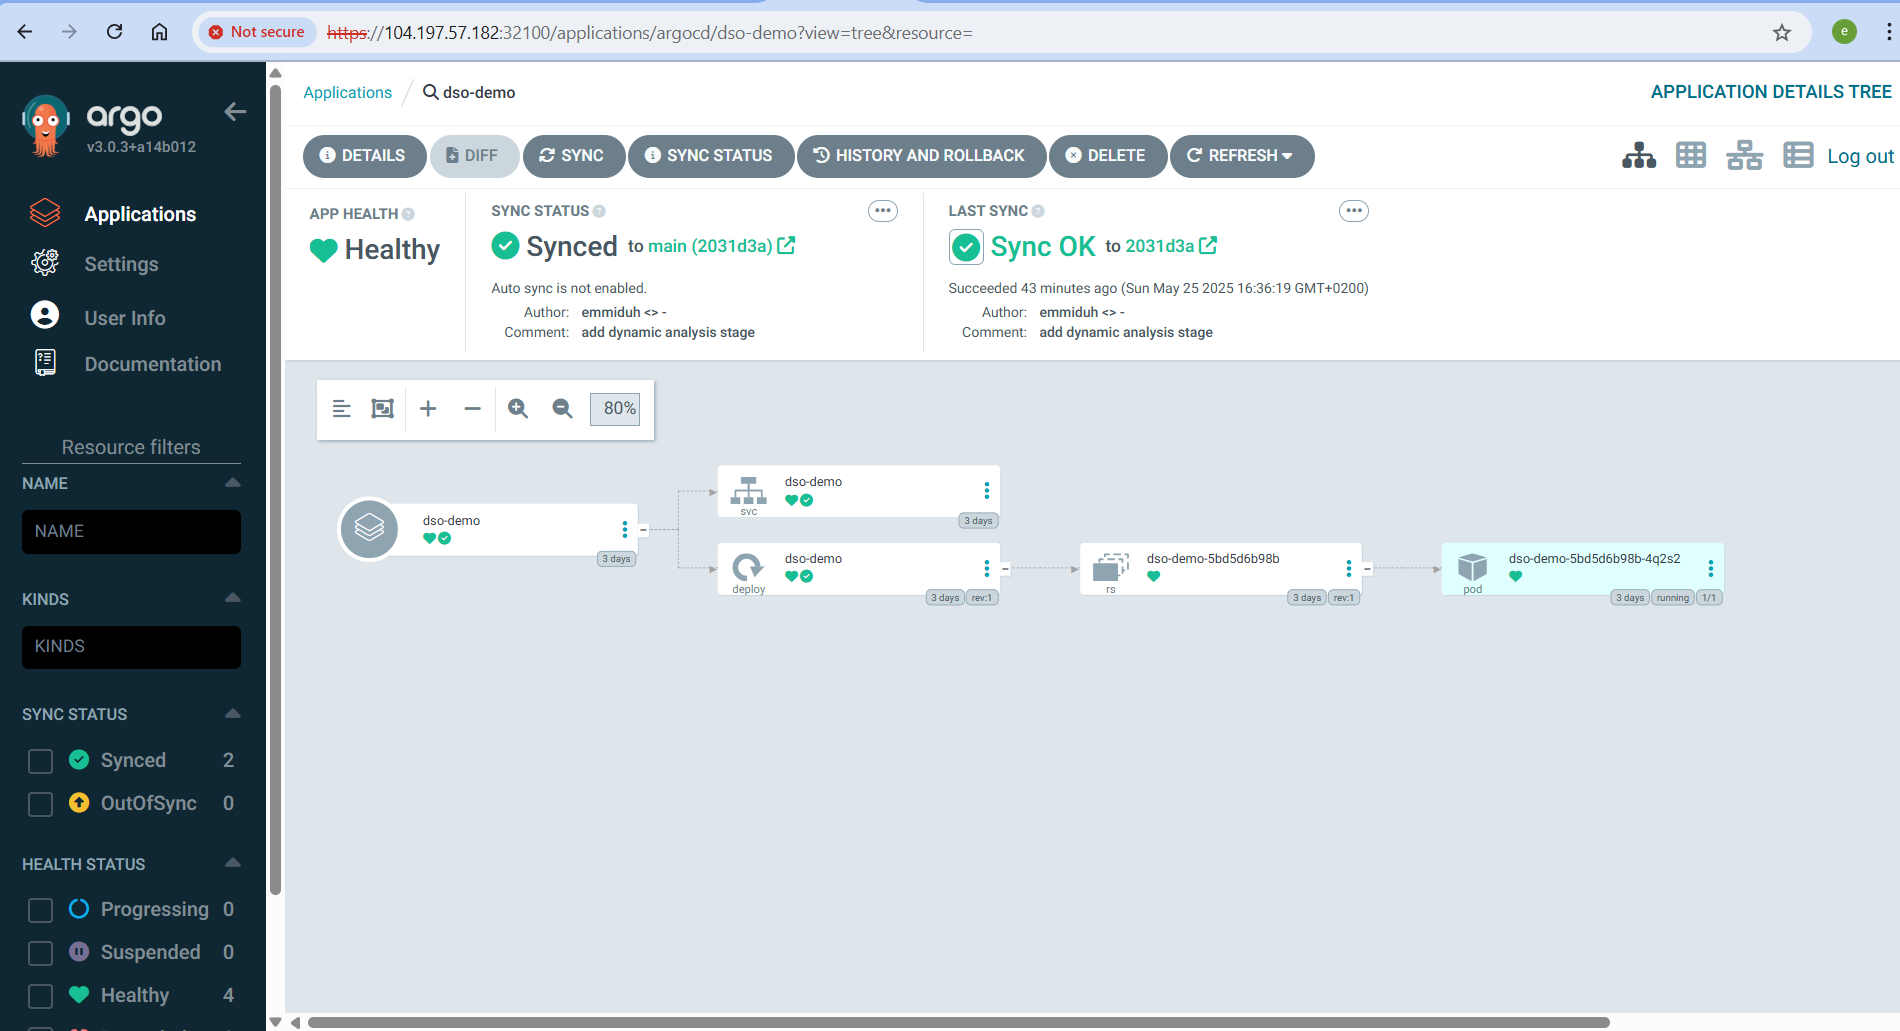 Not secure
https://104.197.57.182:32100/applications/argocd/dso-demo?view=tree&resource=
e
argo
v3.0.3+a14b012
Applications
Settings
User Info
Documentation
Resource filters
NAME
NAME
KINDS
KINDS
SYNC STATUS
Synced 2
OutOfSync 0
HEALTH STATUS
Progressing 0
Suspended 0
Healthy 4
Applications / dso-demo
APPLICATION DETAILS TREE
DETAILS
DIFF
SYNC
SYNC STATUS
HISTORY AND ROLLBACK
DELETE
REFRESH
Log out
APP HEALTH
Healthy
SYNC STATUS
Synced to main (2031d3a)
Auto sync is not enabled.
Author: emmiduh <> -
Comment: add dynamic analysis stage
LAST SYNC
Sync OK to 2031d3a
Succeeded 43 minutes ago (Sun May 25 2025 16:36:19 GMT+0200)
Author: emmiduh <> -
Comment: add dynamic analysis stage
80%
dso-demo
3 days
dso-demo
svc
3 days
dso-demo
deploy
3 days rev:1
dso-demo-5bd5d6b98b
rs
3 days rev:1
dso-demo-5bd5d6b98b-4q2s2
pod
3 days running 1/1